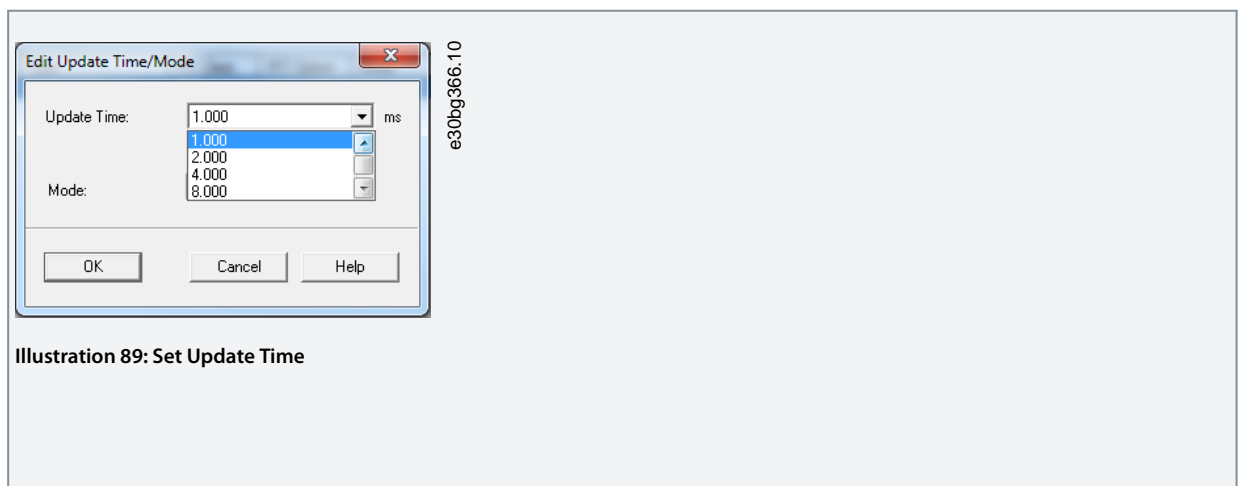 Edit Update Time/Mode
Update Time: 1.000 ms
1.000
2.000
4.000
Mode: 8.000
OK Cancel Help
e30bg366.10
Illustration 89: Set Update Time